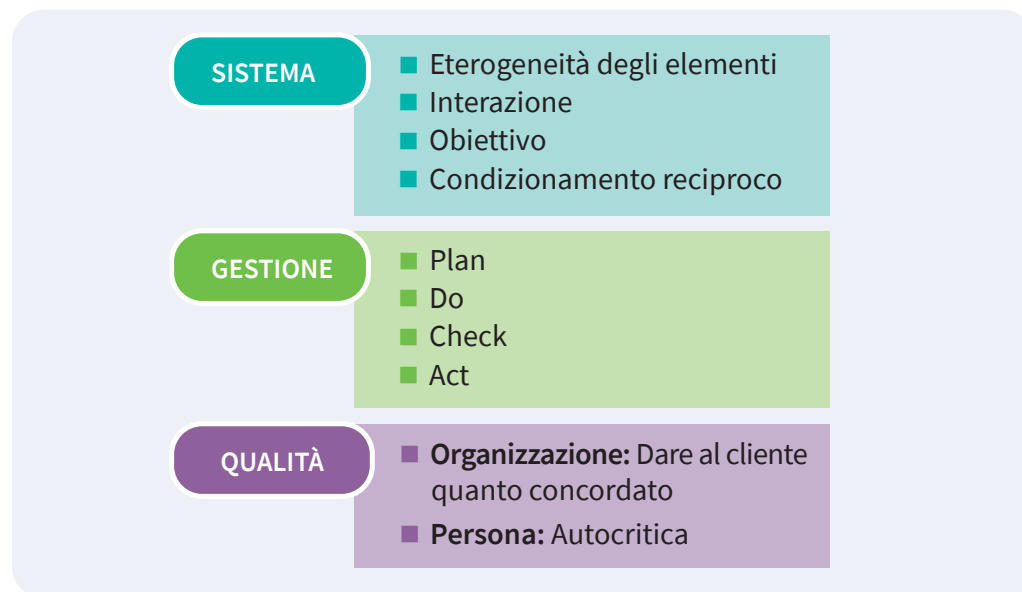 SISTEMA
Eterogeneità degli elementi
Interazione
Obiettivo
Condizionamento reciproco
GESTIONE
Plan
Do
Check
Act
QUALITÀ
Organizzazione: Dare al cliente
quanto concordato
Persona: Autocritica